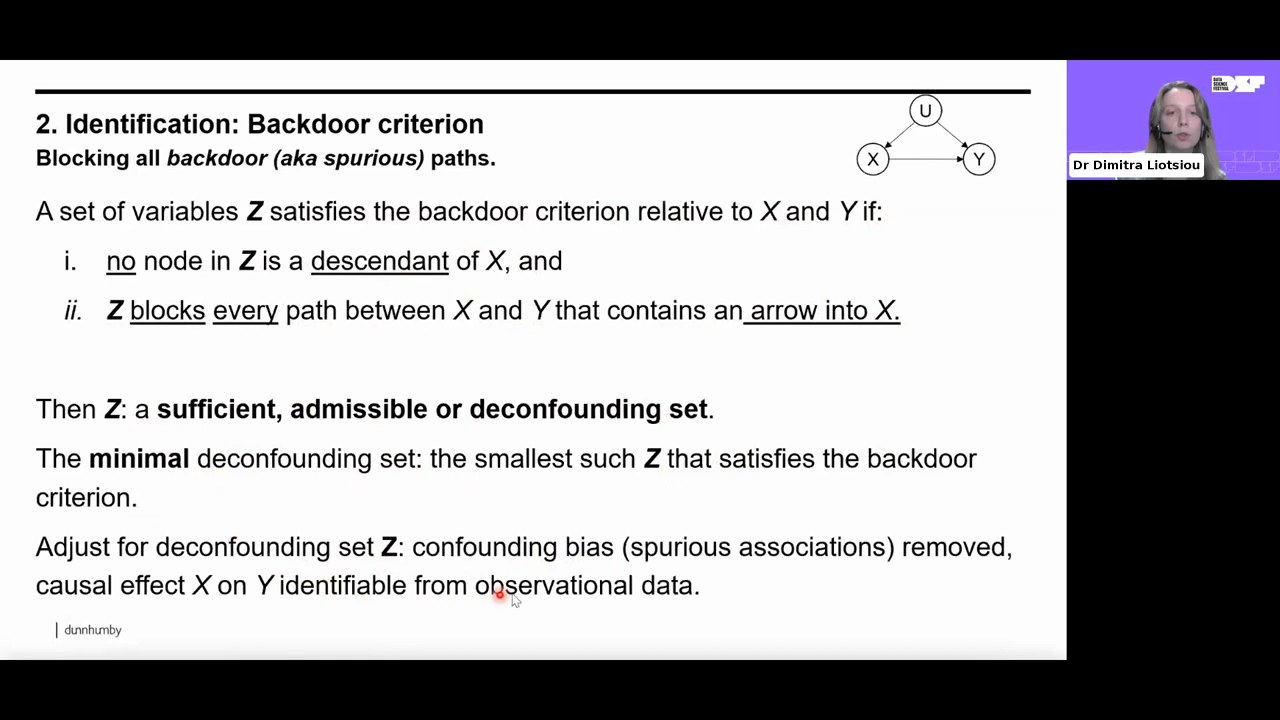 2. Identification: Backdoor criterion
Blocking all backdoor (aka spurious) paths.
U
X
Y
A set of variables Z satisfies the backdoor criterion relative to X and Y if:
i. no node in Z is a descendant of X, and
ii. Z blocks every path between X and Y that contains an arrow into X.
Then Z: a sufficient, admissible or deconfounding set.
The minimal deconfounding set: the smallest such Z that satisfies the backdoor
criterion.
Adjust for deconfounding set Z: confounding bias (spurious associations) removed,
causal effect X on Y identifiable from observational data.
dunnhumby
DATA
SCIENCE
FESTIVAL
DSF
Dr Dimitra Liotsiou